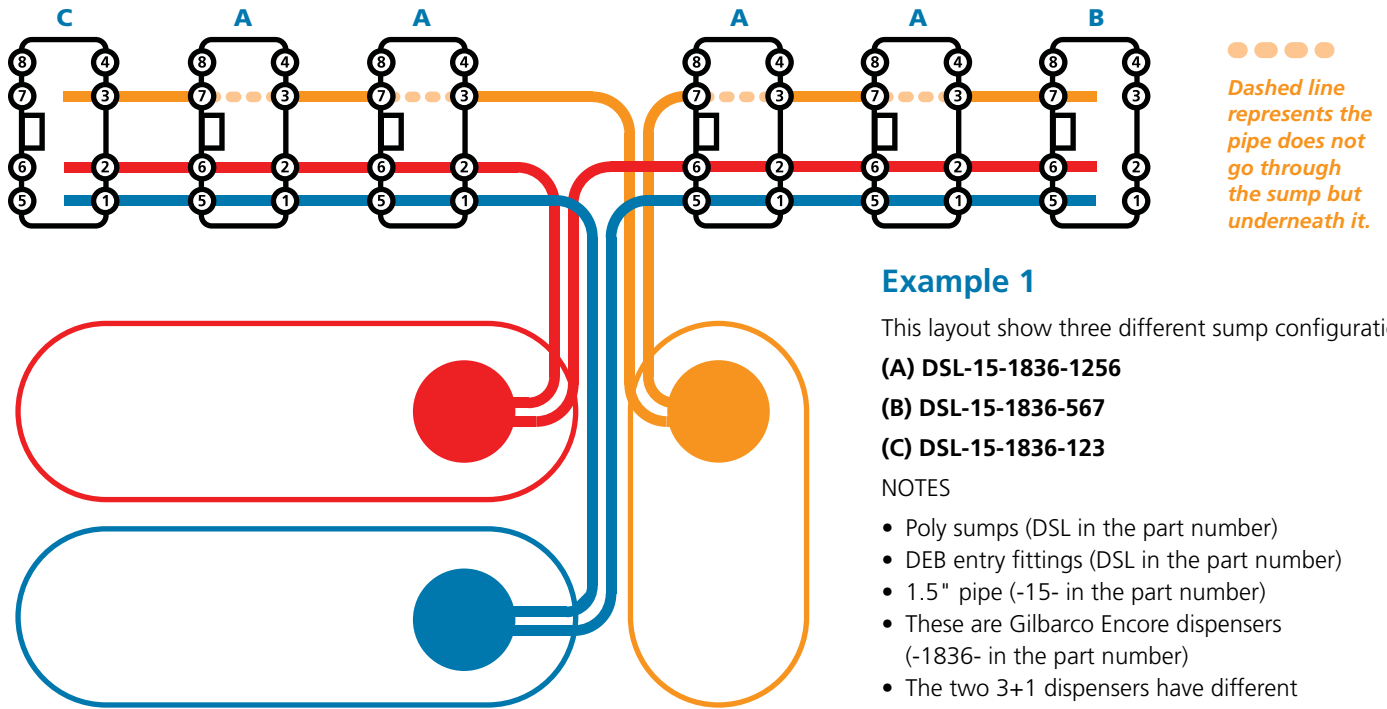 C A A A A B
8 4 8 4 8 4 8 4 8 4 8 4
7 3 7 3 7 3 7 3 7 3 7 3
6 2 6 2 6 2 6 2 6 2 6 2
5 1 5 1 5 1 5 1 5 1 5 1
Dashed line
represents the
pipe does not
go through
the sump but
underneath it.
Example 1
This layout show three different sump configurati
(A) DSL-15-1836-1256
(B) DSL-15-1836-567
(C) DSL-15-1836-123
NOTES
• Poly sumps (DSL in the part number)
• DEB entry fittings (DSL in the part number)
• 1.5" pipe (-15- in the part number)
• These are Gilbarco Encore dispensers
(-1836- in the part number)
• The two 3+1 dispensers have different